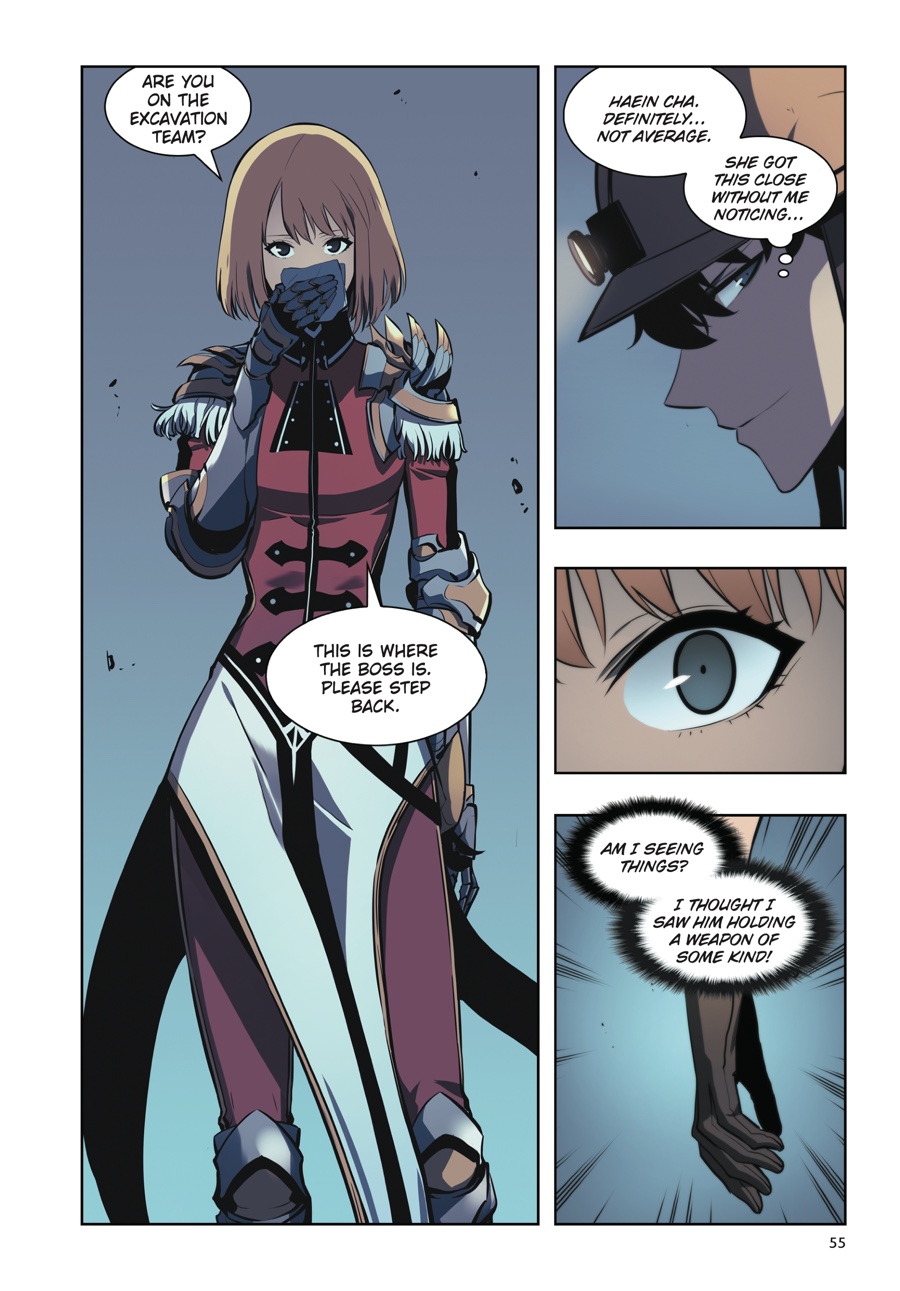 ARE YOU
ON THE
EXCAVATION
TEAM?
THIS IS WHERE
THE BOSS IS.
PLEASE STEP
BACK.
HAEIN CHA.
DEFINITELY...
NOT AVERAGE.
SHE GOT
THIS CLOSE
WITHOUT ME
NOTICING...
AM I SEEING
THINGS?
I THOUGHT I
SAW HIM HOLDING
A WEAPON OF
SOME KIND!
55